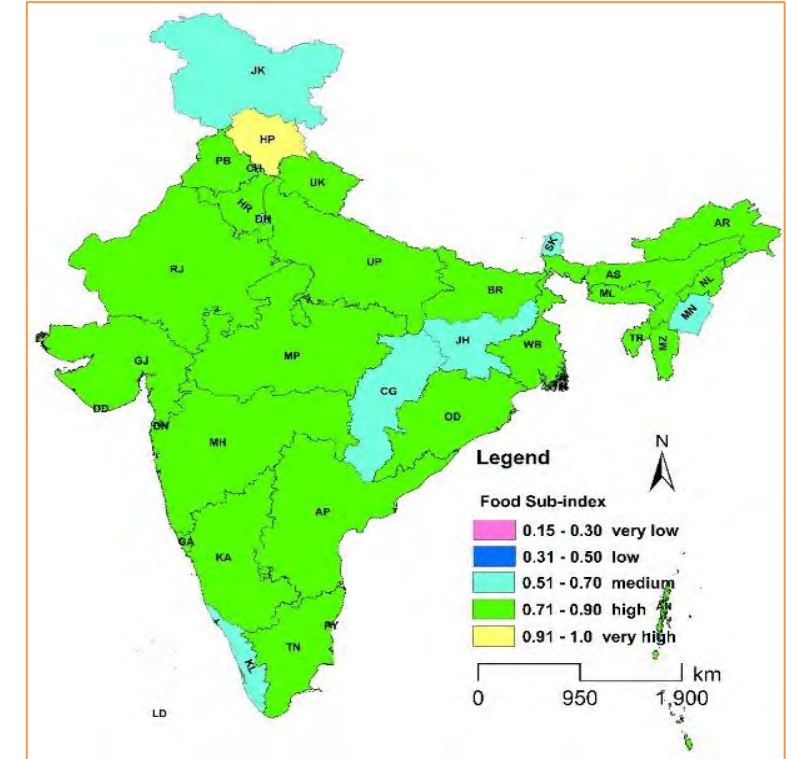 JK
HP
PB
CH
UK
HR
DH
AR
SK
RJ
UP
AS
BR
ML
NL
MN
TR
MZ
GJ
MP
JH
WB
CG
DD
DN
OD
MH
AP
GA
KA
PY
TN
KL
LD
AN
N
Legend
Food Sub-index
0.15 - 0.30 very low
0.31 - 0.50 low
0.51 - 0.70 medium
0.71 - 0.90 high
0.91 - 1.0 very high
km
0 950 1,900